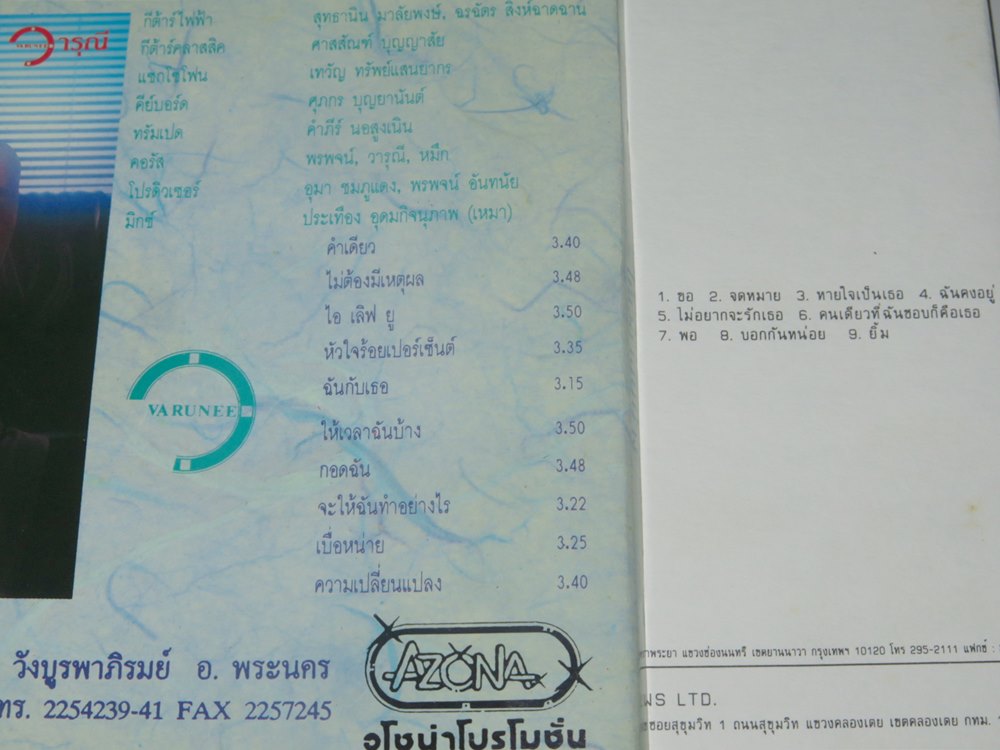 VARUNEE วารุณี
กีต้าร์ไฟฟ้า สุทธานิน มาลัยพงษ์, ฉรฉัตร สิงห์ฉาดฉาน
กีต้าร์คลาสสิค ศาสสัณฑ์ บุญญาสัย
แซกโซโฟน เทวัญ ทรัพย์แสนยากร
คีย์บอร์ด ศุภกร บุญยานันต์
ทรัมเปต คำภีร์ นอสูงเนิน
คอรัส พรพจน์, วารุณี, หมึก
โปรดิวเซอร์ อุมา ชมภูแดง, พรพจน์ อันทนัย
มิกซ์ ประเทือง อุดมกิจนุภาพ (เหมา)
คำเดียว 3.40
ไม่ต้องมีเหตุผล 3.48
ไอ เลิฟ ยู 3.50
หัวใจร้อยเปอร์เซ็นต์ 3.35
ฉันกับเธอ 3.15
VARUNEE
ให้เวลาฉันบ้าง 3.50
กอดฉัน 3.48
จะให้ฉันทำอย่างไร 3.22
เบื่อหน่าย 3.25
ความเปลี่ยนแปลง 3.40
วังบูรพาภิรมย์ อ. พระนคร
โทร. 2254239-41 FAX 2257245
AZONA
อโซน่าโปรโมชั่น
1. ขอ 2. จดหมาย 3. หายใจเป็นเธอ 4. ฉันคงอยู่
5. ไม่อยากจะรักเธอ 6. คนเดียวที่ฉันชอบก็คือเธอ
7. พอ 8. บอกกันหน่อย 9. ยิ้ม
แขวงช่องนนทรี เขตยานนาวา กรุงเทพฯ 10120 โทร 295-2111 แฟกซ์ :
WS LTD.
ซอยสุขุมวิท 1 ถนนสุขุมวิท แขวงคลองเตย เขตคลองเตย กทม.